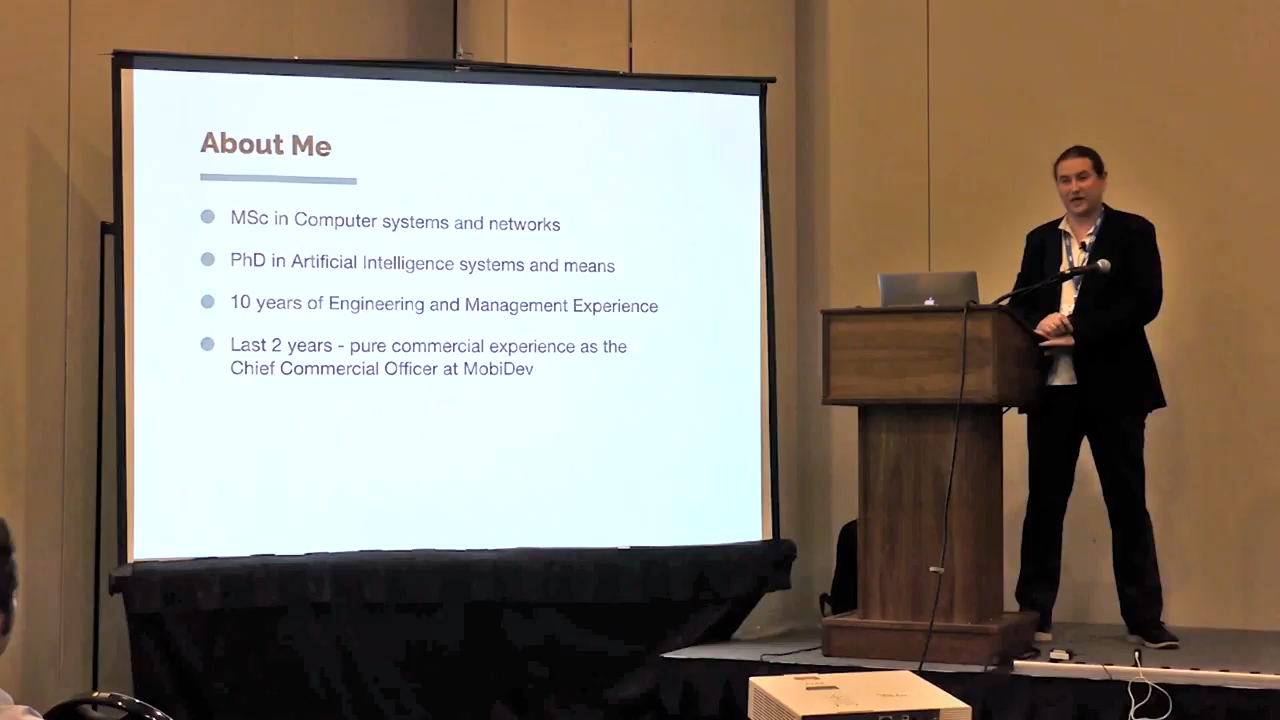 About Me
MSc in Computer systems and networks
PhD in Artificial Intelligence systems and means
10 years of Engineering and Management Experience
Last 2 years - pure commercial experience as the
Chief Commercial Officer at MobiDev